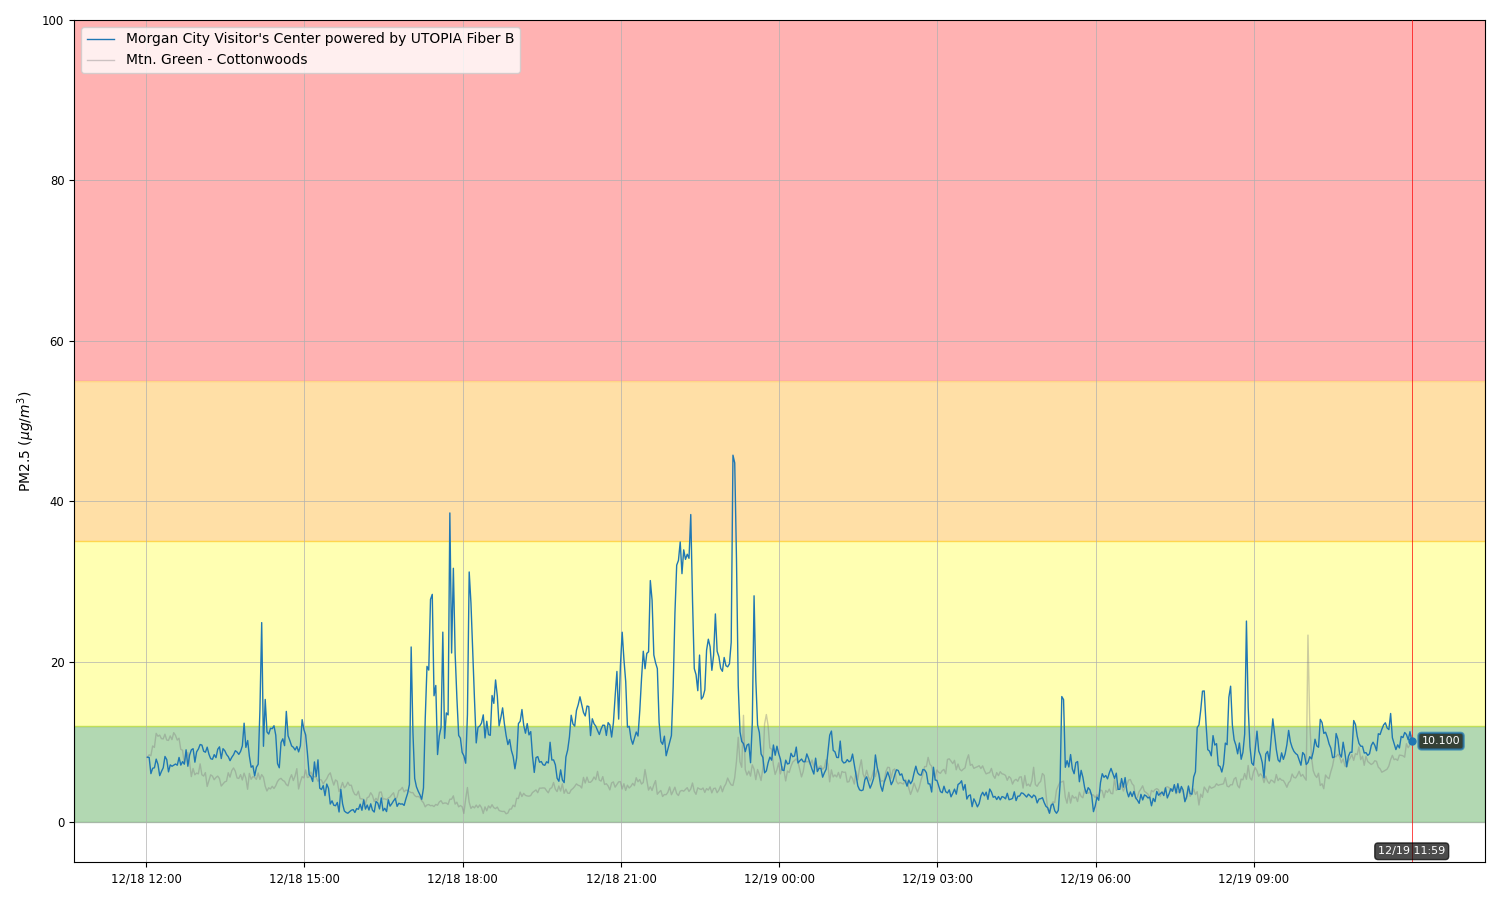 100
Morgan City Visitor's Center powered by UTOPIA Fiber B
Mtn. Green - Cottonwoods
80
60
PM2.5 (μg/m³)
40
20
10.100
0
12/19 11:59
12/18 12:00 12/18 15:00 12/18 18:00 12/18 21:00 12/19 00:00 12/19 03:00 12/19 06:00 12/19 09:00